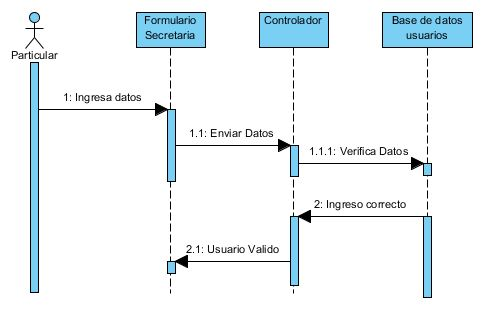 Particular
Formulario
Secretaria
Controlador
Base de datos
usuarios
1: Ingresa datos
1.1: Enviar Datos
1.1.1: Verifica Datos
2: Ingreso correcto
2.1: Usuario Valido